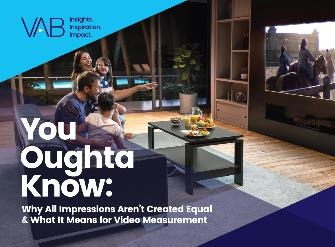 VAB
Insights.
Inspiration.
Impact.
You
Oughta
Know:
Why All Impressions Aren't Created Equal
& What It Means for Video Measurement